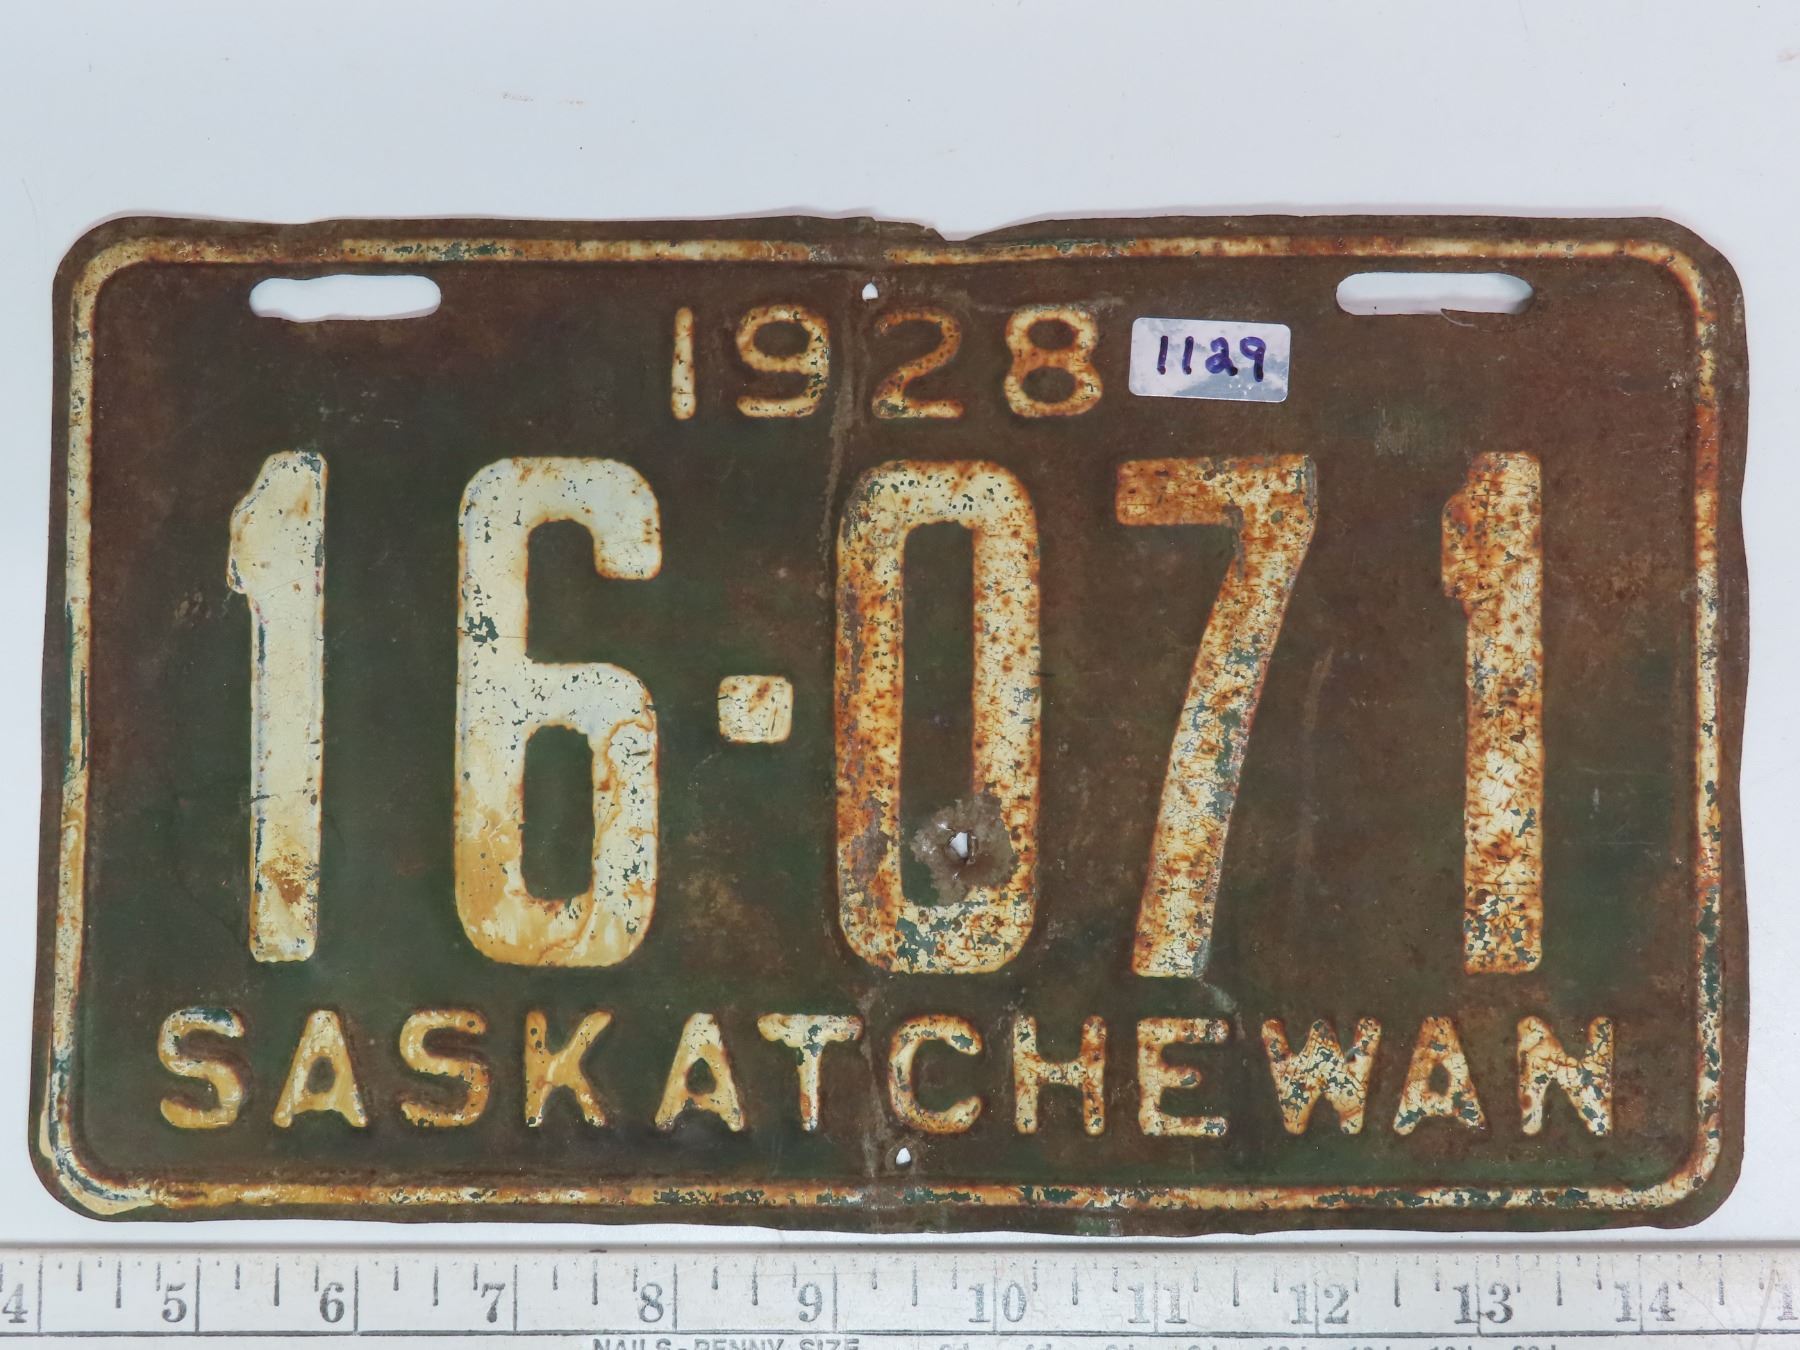 1928
1129
16-071
SASKATCHEWAN
4 5 6 7 8 9 10 11 12 13 14
NAILS-PENNY SIZE